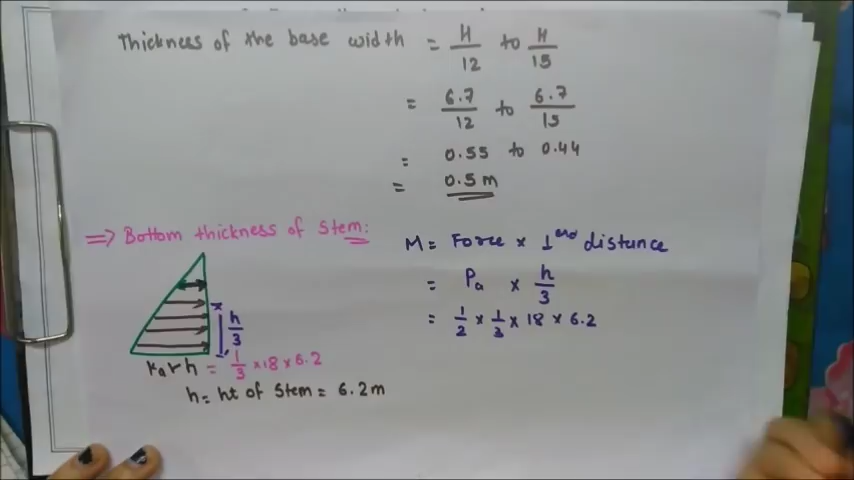 Thickness of the base width = H/12 to H/15
= 6.7/12 to 6.7/15
= 0.55 to 0.44
= 0.5 m
⇒ Bottom thickness of Stem:
M = Force × ⊥er distance
= Pa × h/3
= 1/2 × 1/3 × 18 × 6.2
h/3
Karh = 1/3 × 18 × 6.2
h = ht of Stem = 6.2m